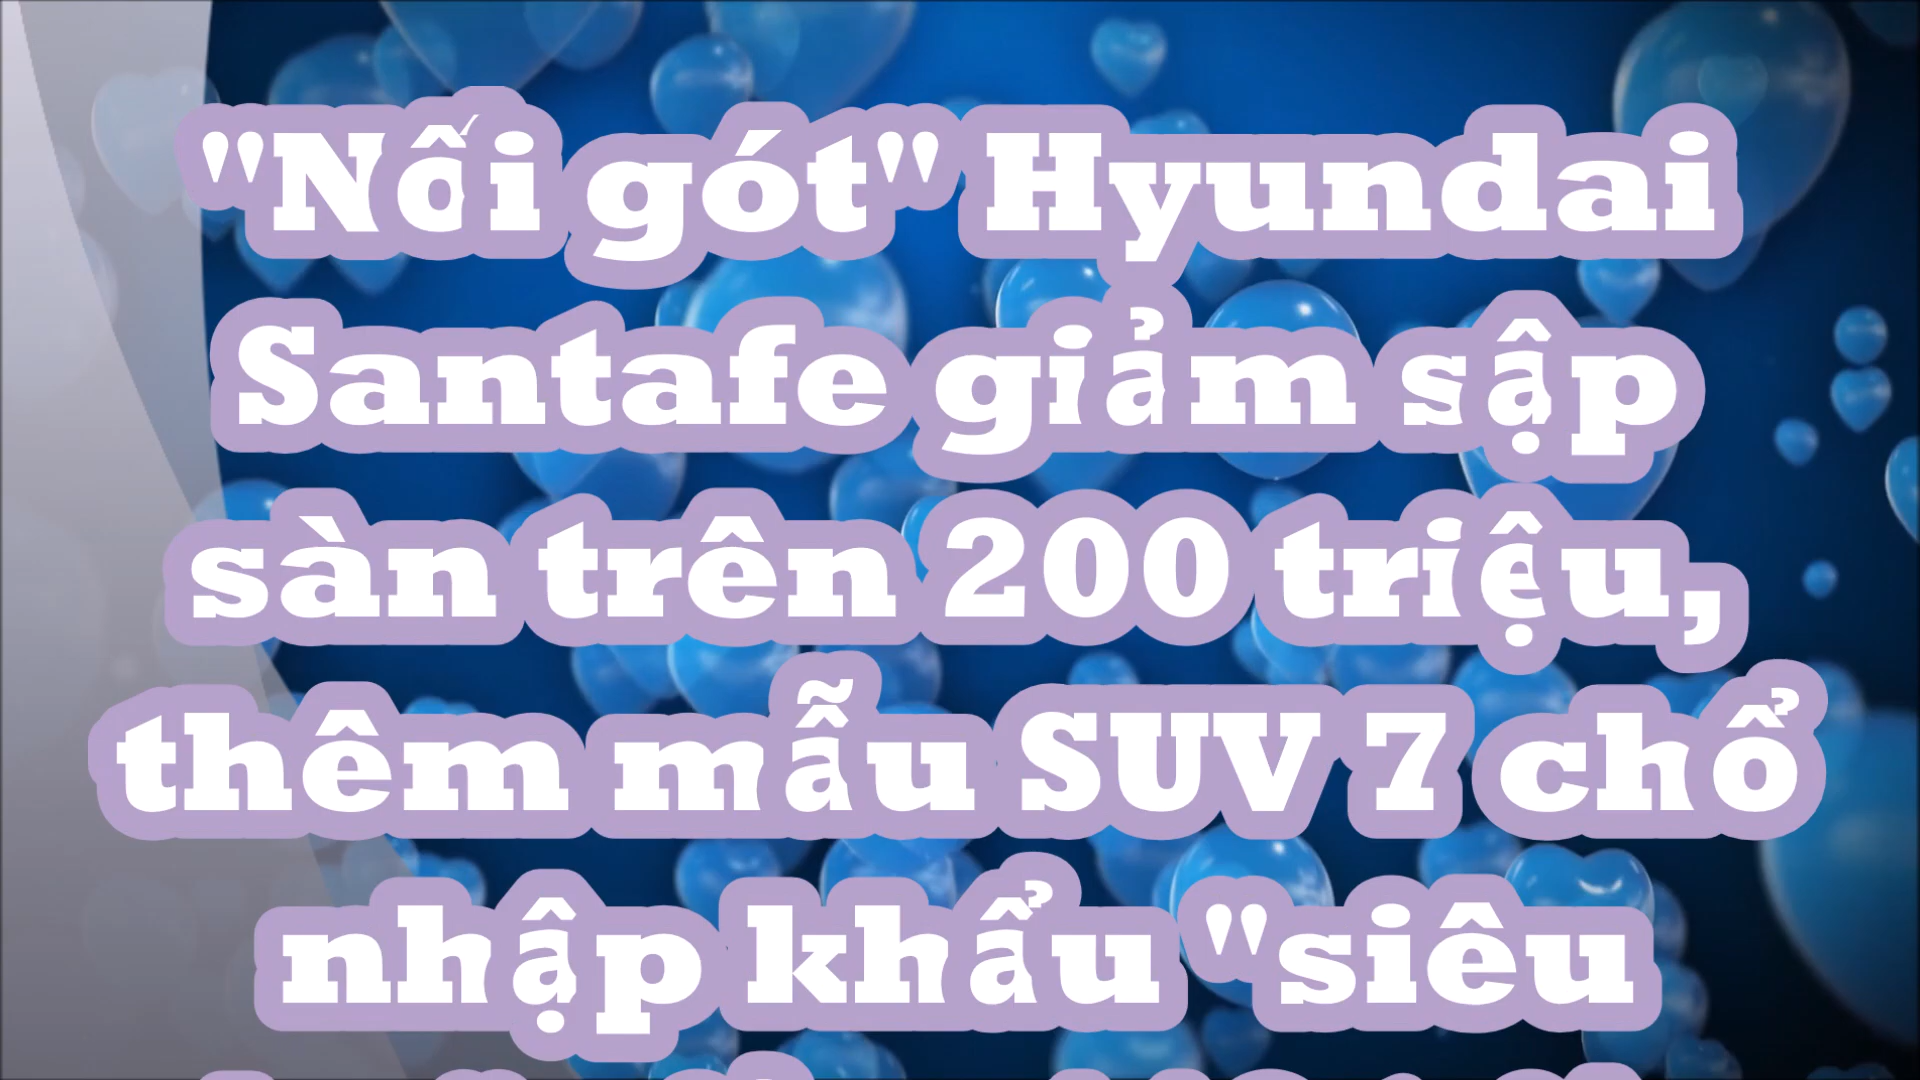 "Nối gót" Hyundai
Santafe giảm sập
sàn trên 200 triệu,
thêm mẫu SUV 7 chổ
nhập khẩu "siêu